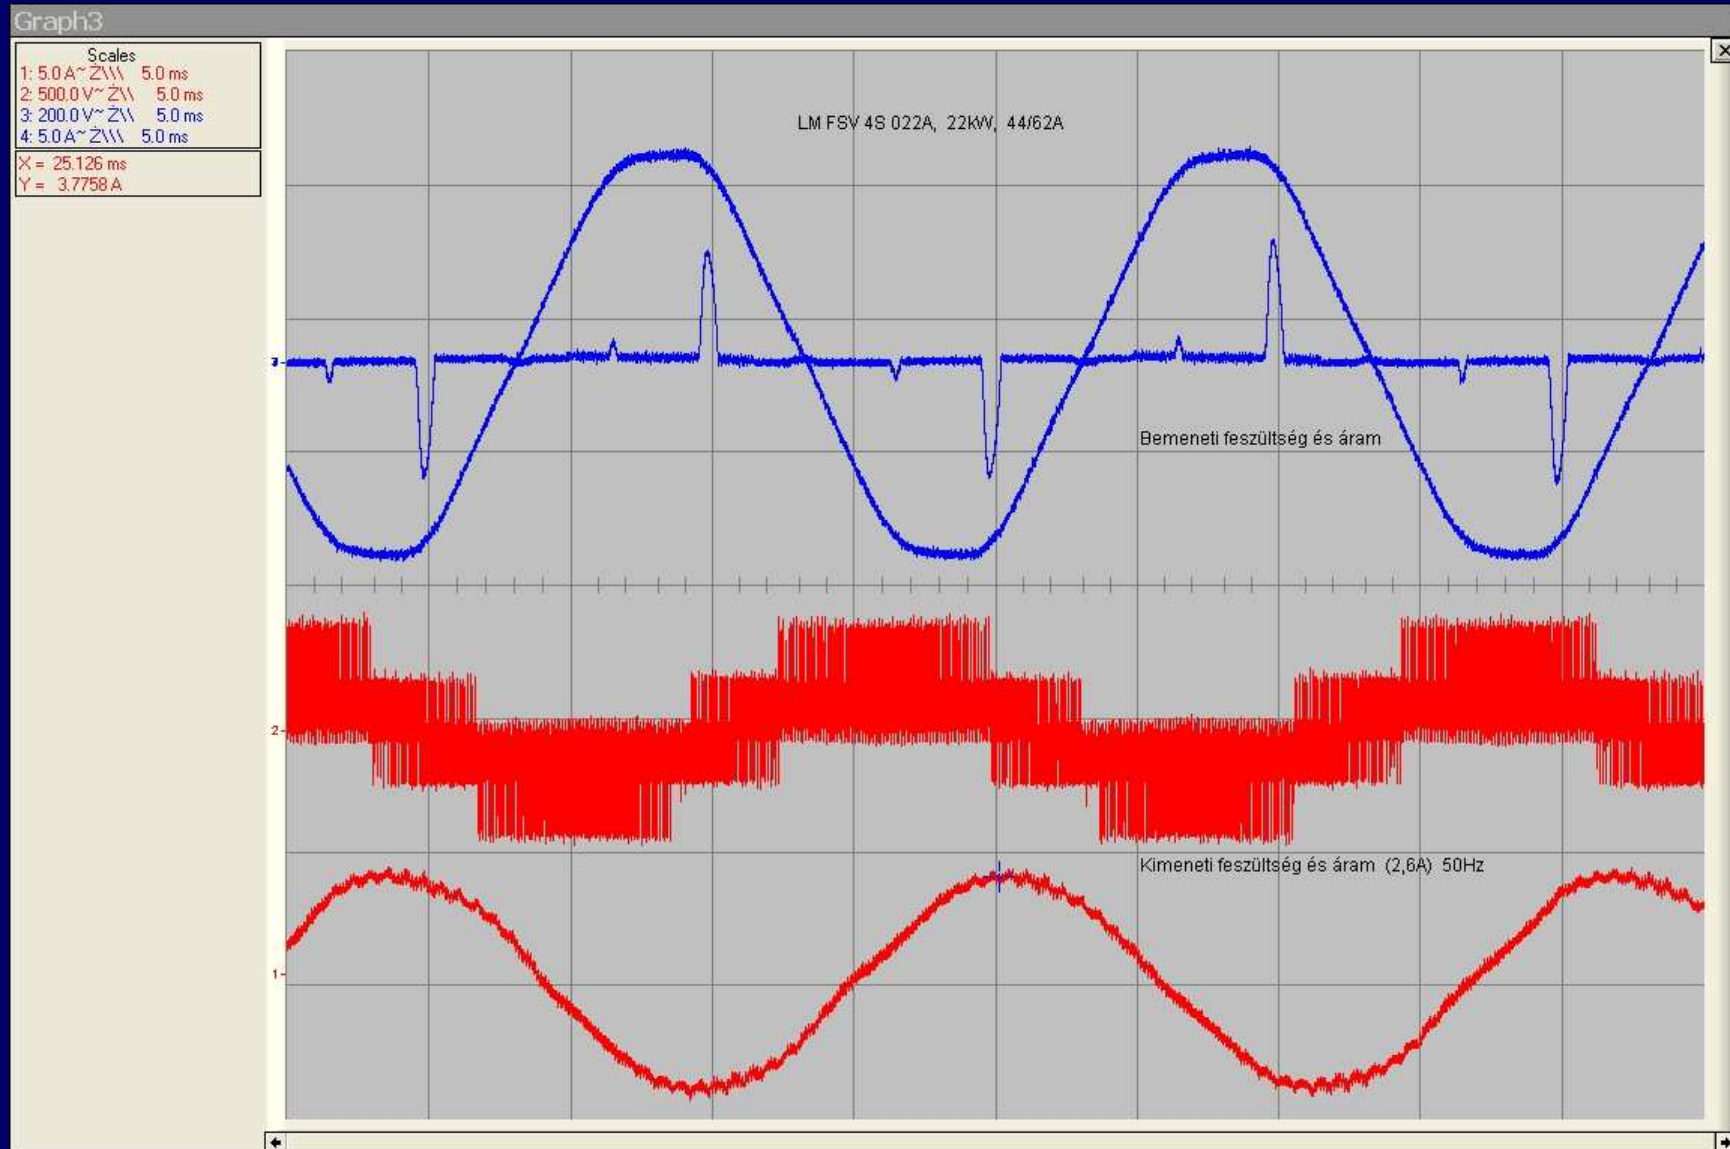 Graph3
Scales
1: 5.0 A~ Z\\\ 5.0 ms
2: 500.0 V~ Z\\ 5.0 ms
3: 200.0 V~ Z\\ 5.0 ms
4: 5.0 A~ Z\\\ 5.0 ms
X = 25.126 ms
Y = 3.7758 A
LM FSV 4S 022A, 22kW, 44/62A
Bemeneti feszültség és áram
2-
Kimeneti feszültség és áram (2,6A) 50Hz
1-